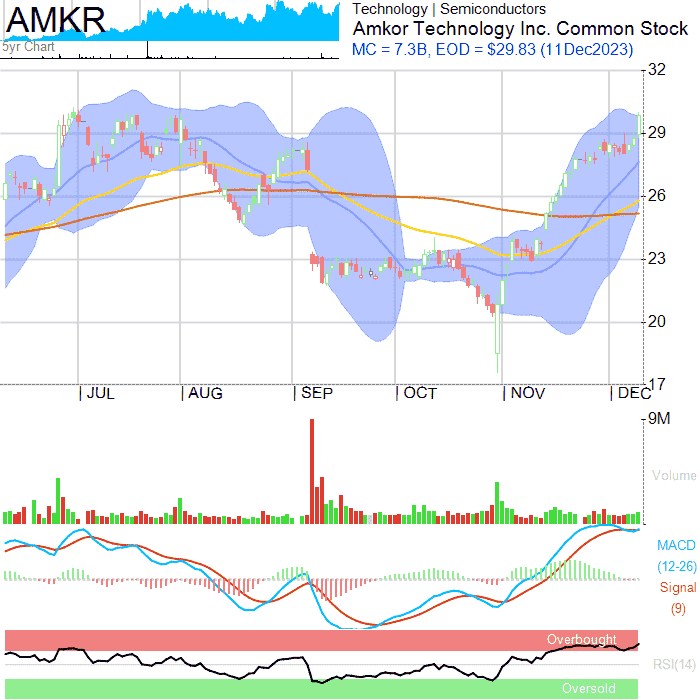 AMKR
5yr Chart
Technology | Semiconductors
Amkor Technology Inc. Common Stock
MC = 7.3B, EOD = $29.83 (11Dec2023)
32
29
26
23
20
17
| JUL | AUG | SEP | OCT | NOV | DEC
9M
Volume
MACD
(12-26)
Signal
(9)
Overbought
RSI(14)
Oversold